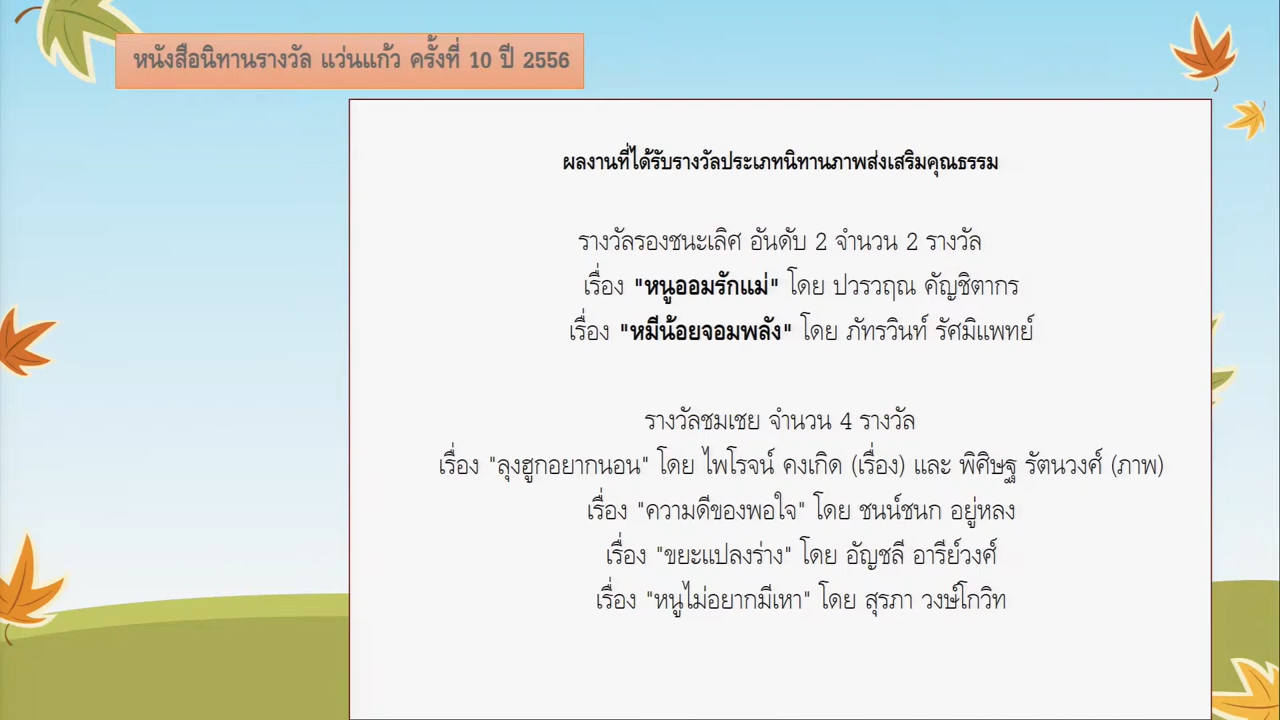 หนังสือนิทานรางวัล แว่นแก้ว ครั้งที่ 10 ปี 2556
ผลงานที่ได้รับรางวัลประเภทนิทานภาพส่งเสริมคุณธรรม
รางวัลรองชนะเลิศ อันดับ 2 จำนวน 2 รางวัล
เรื่อง "หนูออมรักแม่" โดย ปวรวฤณ คัญชิตากร
เรื่อง "หมีน้อยจอมพลัง" โดย ภัทรวินท์ รัศมิแพทย์
รางวัลชมเชย จำนวน 4 รางวัล
เรื่อง "ลุงฮูกอยากนอน" โดย ไพโรจน์ คงเกิด (เรื่อง) และ พิศิษฐ รัตนวงศ์ (ภาพ)
เรื่อง "ความดีของพอใจ" โดย ชนน์ชนก อยู่หลง
เรื่อง "ขยะแปลงร่าง" โดย อัญชลี อารีย์วงศ์
เรื่อง "หนูไม่อยากมีเหา" โดย สุรภา วงษ์โกวิท